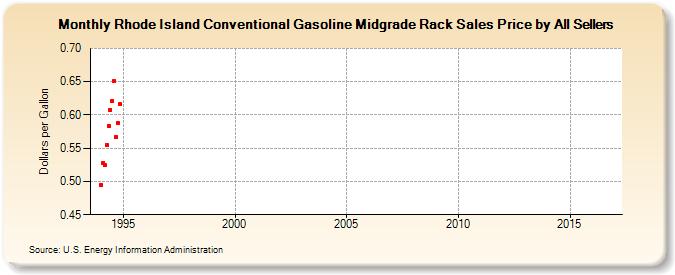 Monthly Rhode Island Conventional Gasoline Midgrade Rack Sales Price by All Sellers
Dollars per Gallon
0.70
0.65
0.60
0.55
0.50
0.45
1995 2000 2005 2010 2015
Source: U.S. Energy Information Administration